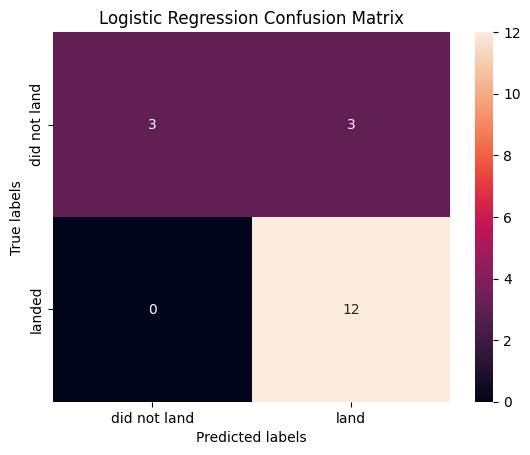 Logistic Regression Confusion Matrix
True labels
did not land
landed
3
3
0
12
did not land
land
Predicted labels
12
10
8
6
4
2
0